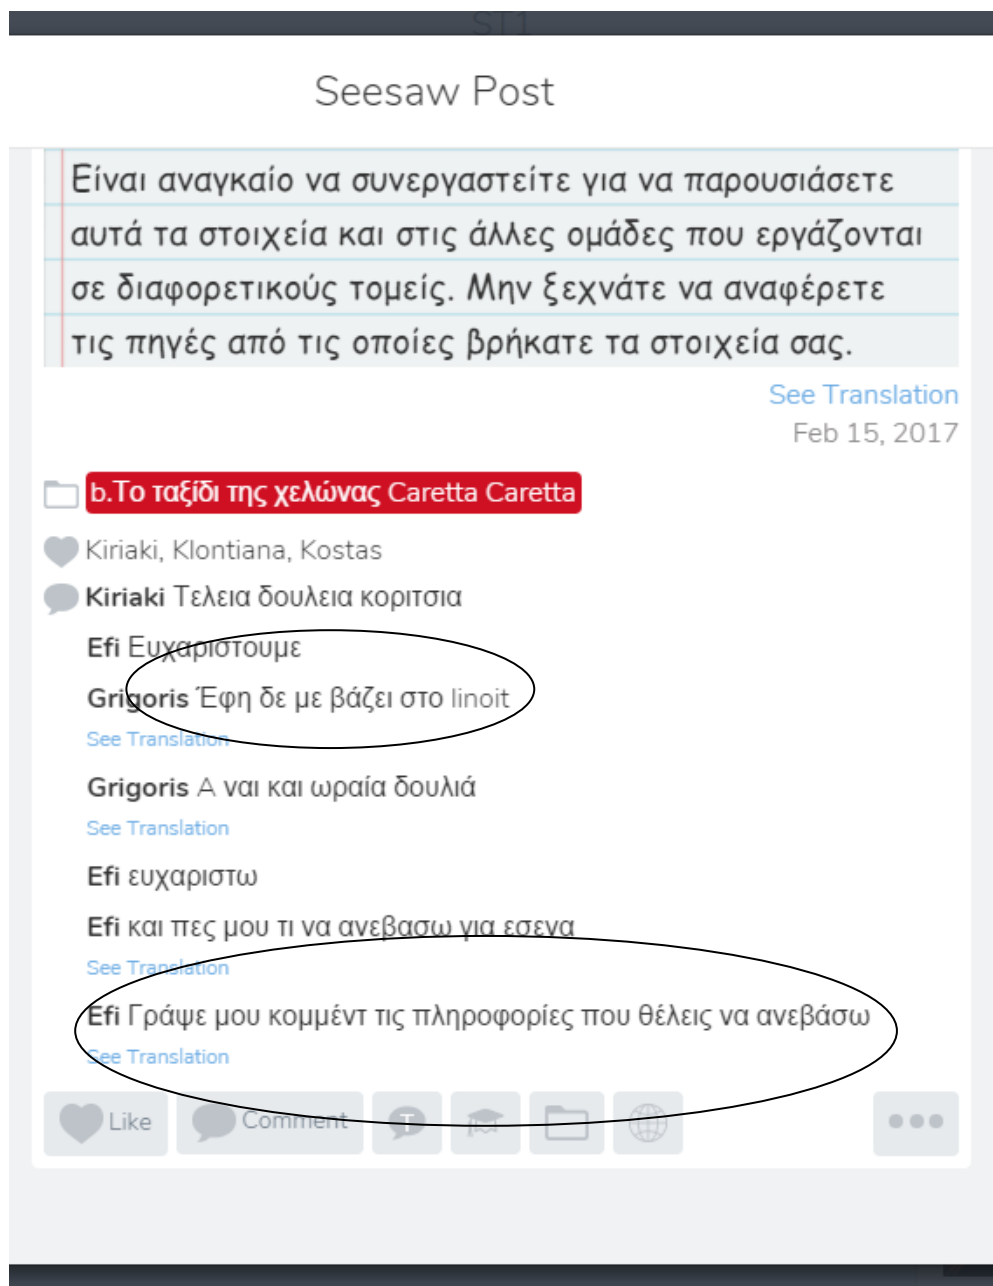 ST1
Seesaw Post
Είναι αναγκαίο να συνεργαστείτε για να παρουσιάσετε
αυτά τα στοιχεία και στις άλλες ομάδες που εργάζονται
σε διαφορετικούς τομείς. Μην ξεχνάτε να αναφέρετε
τις πηγές από τις οποίες βρήκατε τα στοιχεία σας.
See Translation
Feb 15, 2017
b.Το ταξίδι της χελώνας Caretta Caretta
Kiriaki, Klontiana, Kostas
Kiriaki Τελεια δουλεια κοριτσια
Efi Ευχαριστουμε
Grigoris Έφη δε με βάζει στο linoit
See Translation
Grigoris Α ναι και ωραία δουλιά
See Translation
Efi ευχαριστω
Efi και πες μου τι να ανεβασω για εσενα
See Translation
Efi Γράψε μου κομμέντ τις πληροφορίες που θέλεις να ανεβάσω
See Translation
Like Comment T